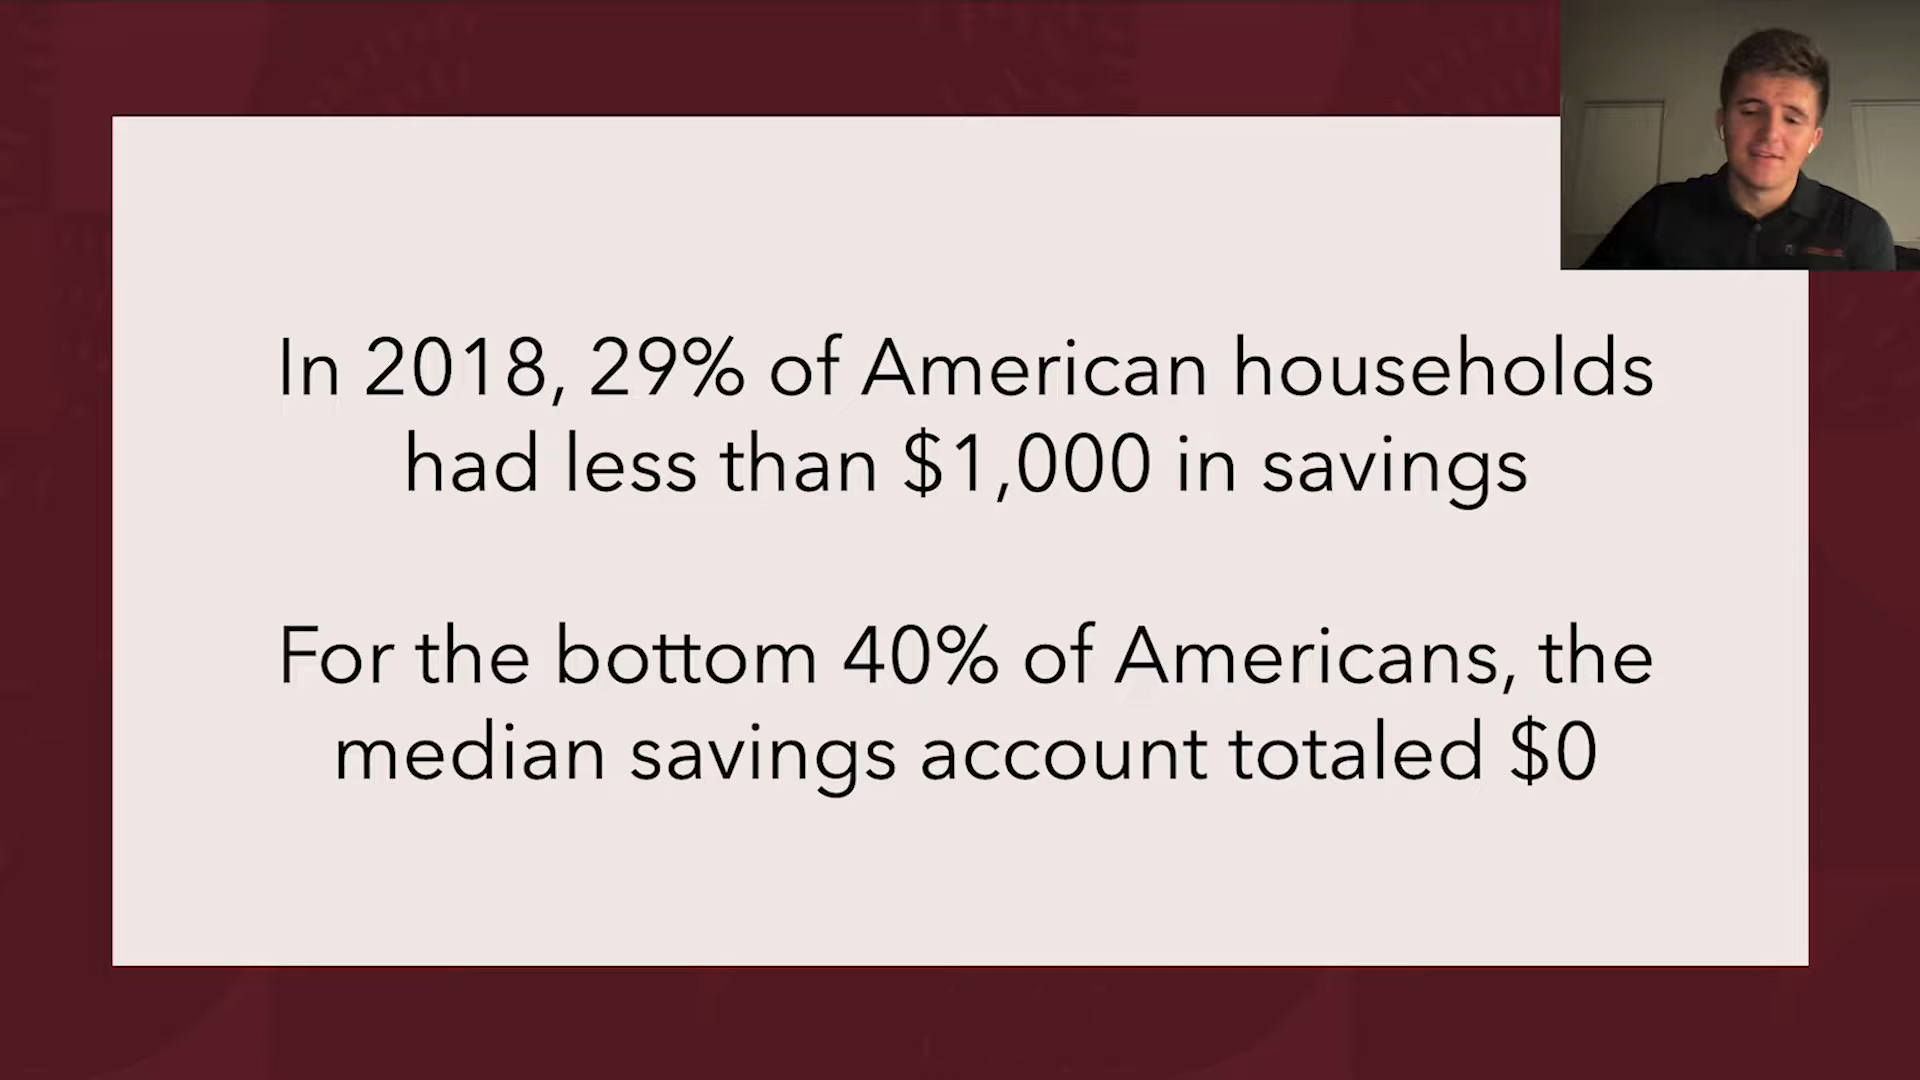 In 2018, 29% of American households
had less than $1,000 in savings
For the bottom 40% of Americans, the
median savings account totaled $0